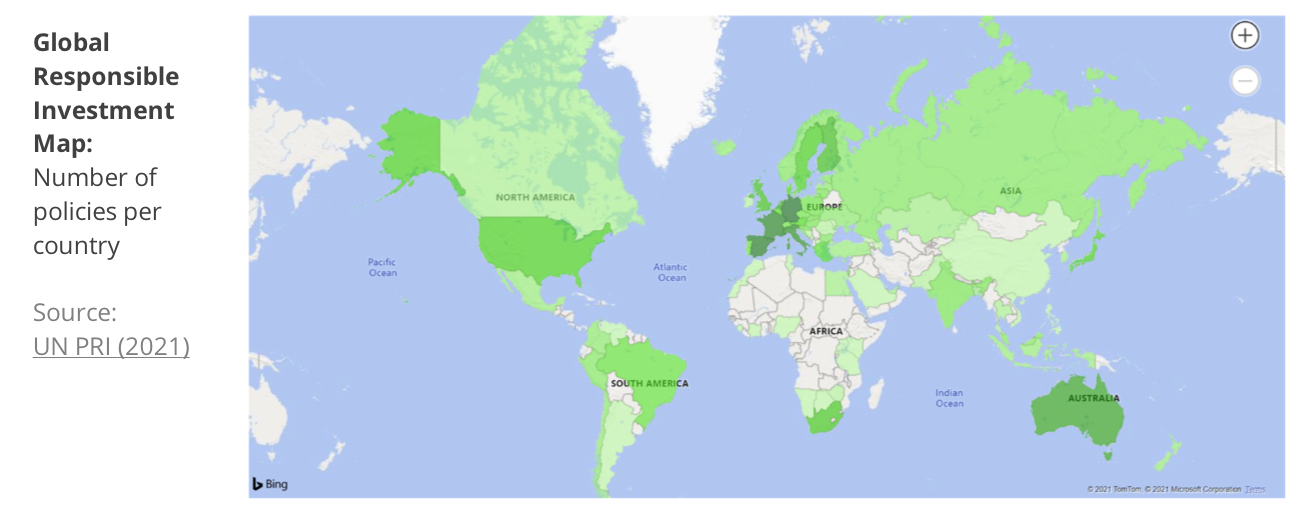 Global
Responsible
Investment
Map:
Number of
policies per
country
Source:
UN PRI (2021)
NORTH AMERICA
ASIA
EUROPE
Pacific
Ocean
Atlantic
Ocean
AFRICA
SOUTH AMERICA
Indian
Ocean
AUSTRALIA
Bing
© 2021 TomTom, © 2021 Microsoft Corporation Terms